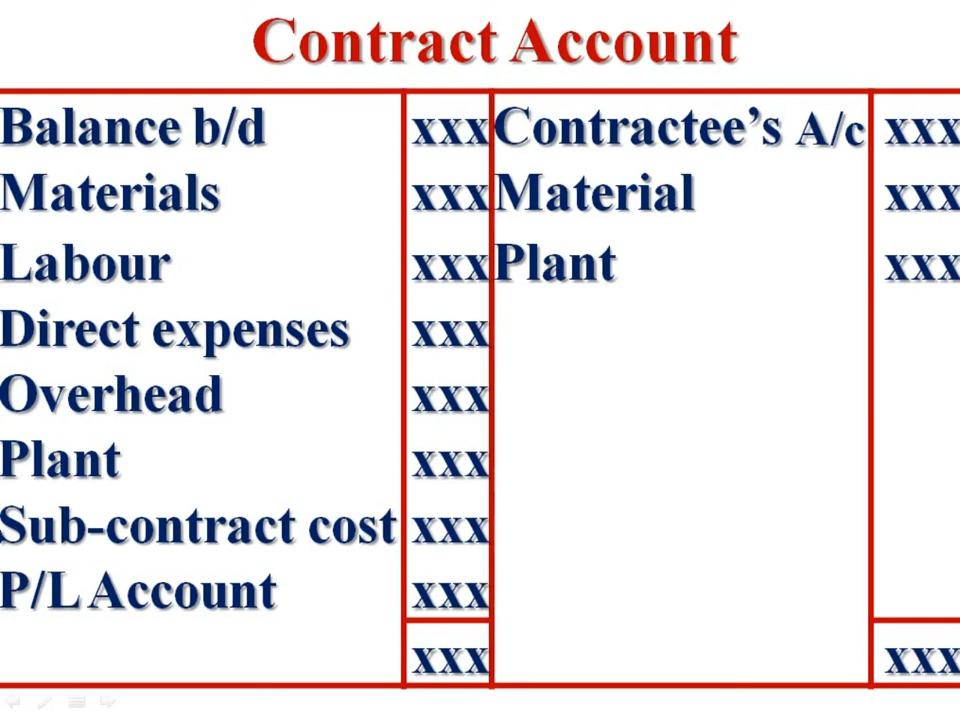 Contract Account
Balance b/d xxx Contractee's A/c xxx
Materials xxx Material xxx
Labour xxx Plant xxx
Direct expenses xxx
Overhead xxx
Plant xxx
Sub-contract cost xxx
P/L Account xxx
xxx xxx